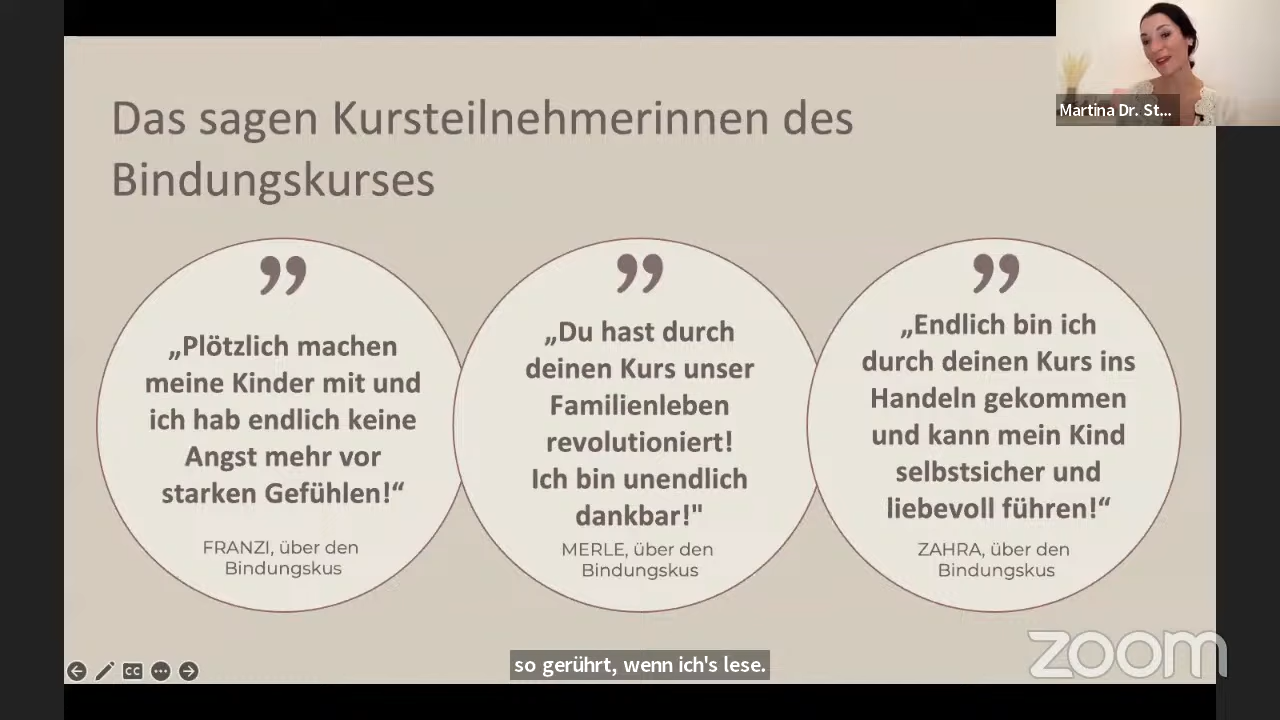 Martina Dr. St...
Das sagen Kursteilnehmerinnen des
Bindungskurses
„Plötzlich machen
meine Kinder mit und
ich hab endlich keine
Angst mehr vor
starken Gefühlen!“
FRANZI, über den
Bindungskus
„Du hast durch
deinen Kurs unser
Familienleben
revolutioniert!
Ich bin unendlich
dankbar!"
MERLE, über den
Bindungskus
„Endlich bin ich
durch deinen Kurs ins
Handeln gekommen
und kann mein Kind
selbstsicher und
liebevoll führen!“
ZAHRA, über den
Bindungskus
CC
so gerührt, wenn ich's lese.
zoom